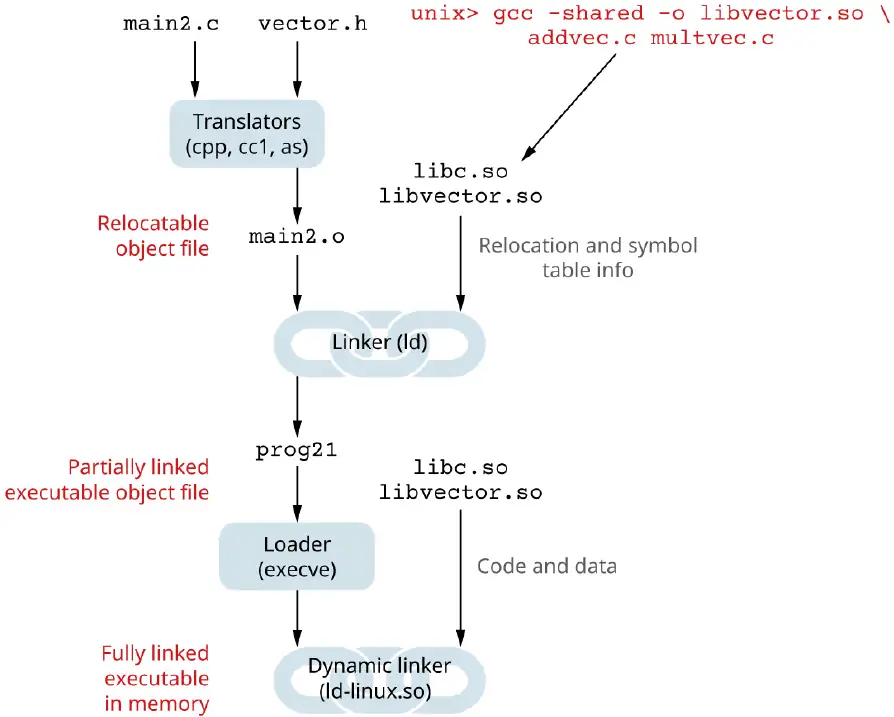 main2.c vector.h
unix> gcc -shared -o libvector.so \
addvec.c multvec.c
Translators
(cpp, cc1, as)
libc.so
libvector.so
Relocatable
object file
main2.o
Relocation and symbol
table info
Linker (ld)
prog21
Partially linked
executable object file
libc.so
libvector.so
Loader
(execve)
Code and data
Fully linked
executable
in memory
Dynamic linker
(ld-linux.so)